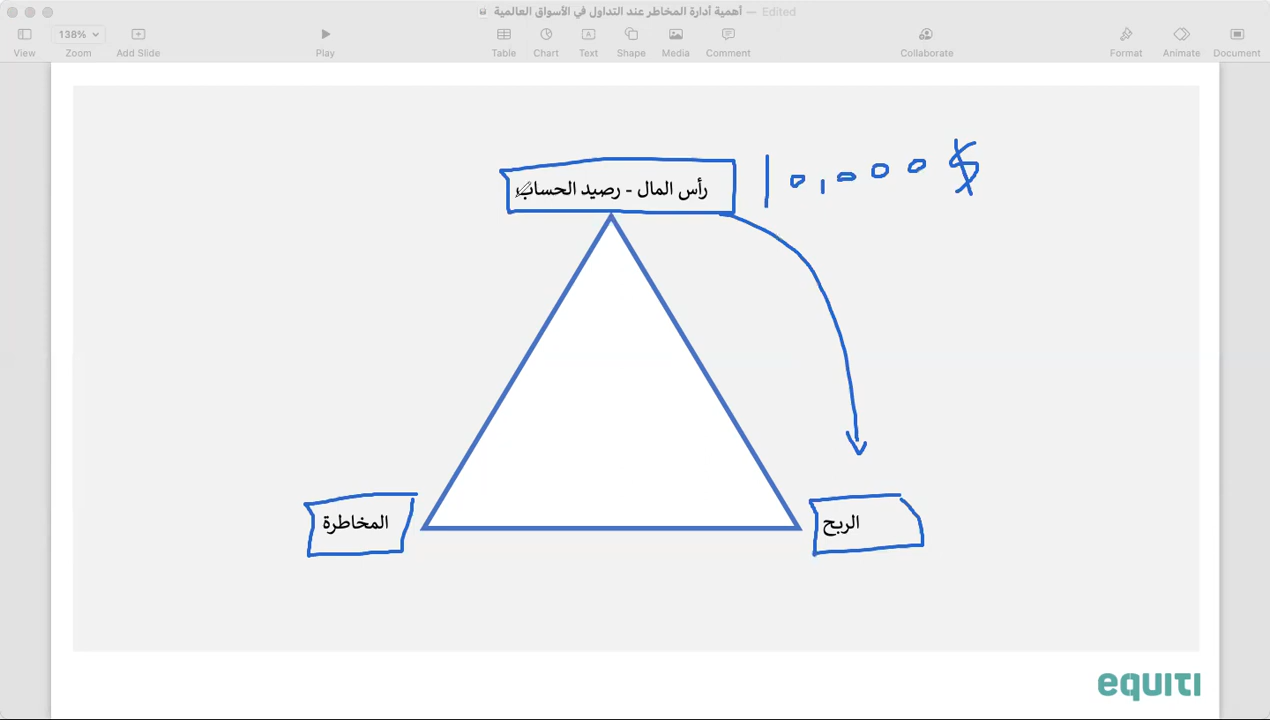 أهمية أدارة المخاطر عند التداول في الأسواق العالمية — Edited
138%
View
Zoom
Add Slide
Play
Table
Chart
Text
Shape
Media
Comment
Collaborate
Format
Animate
Document
رأس المال - رصيد الحساب
10,000 $
المخاطرة
الربح
equiti